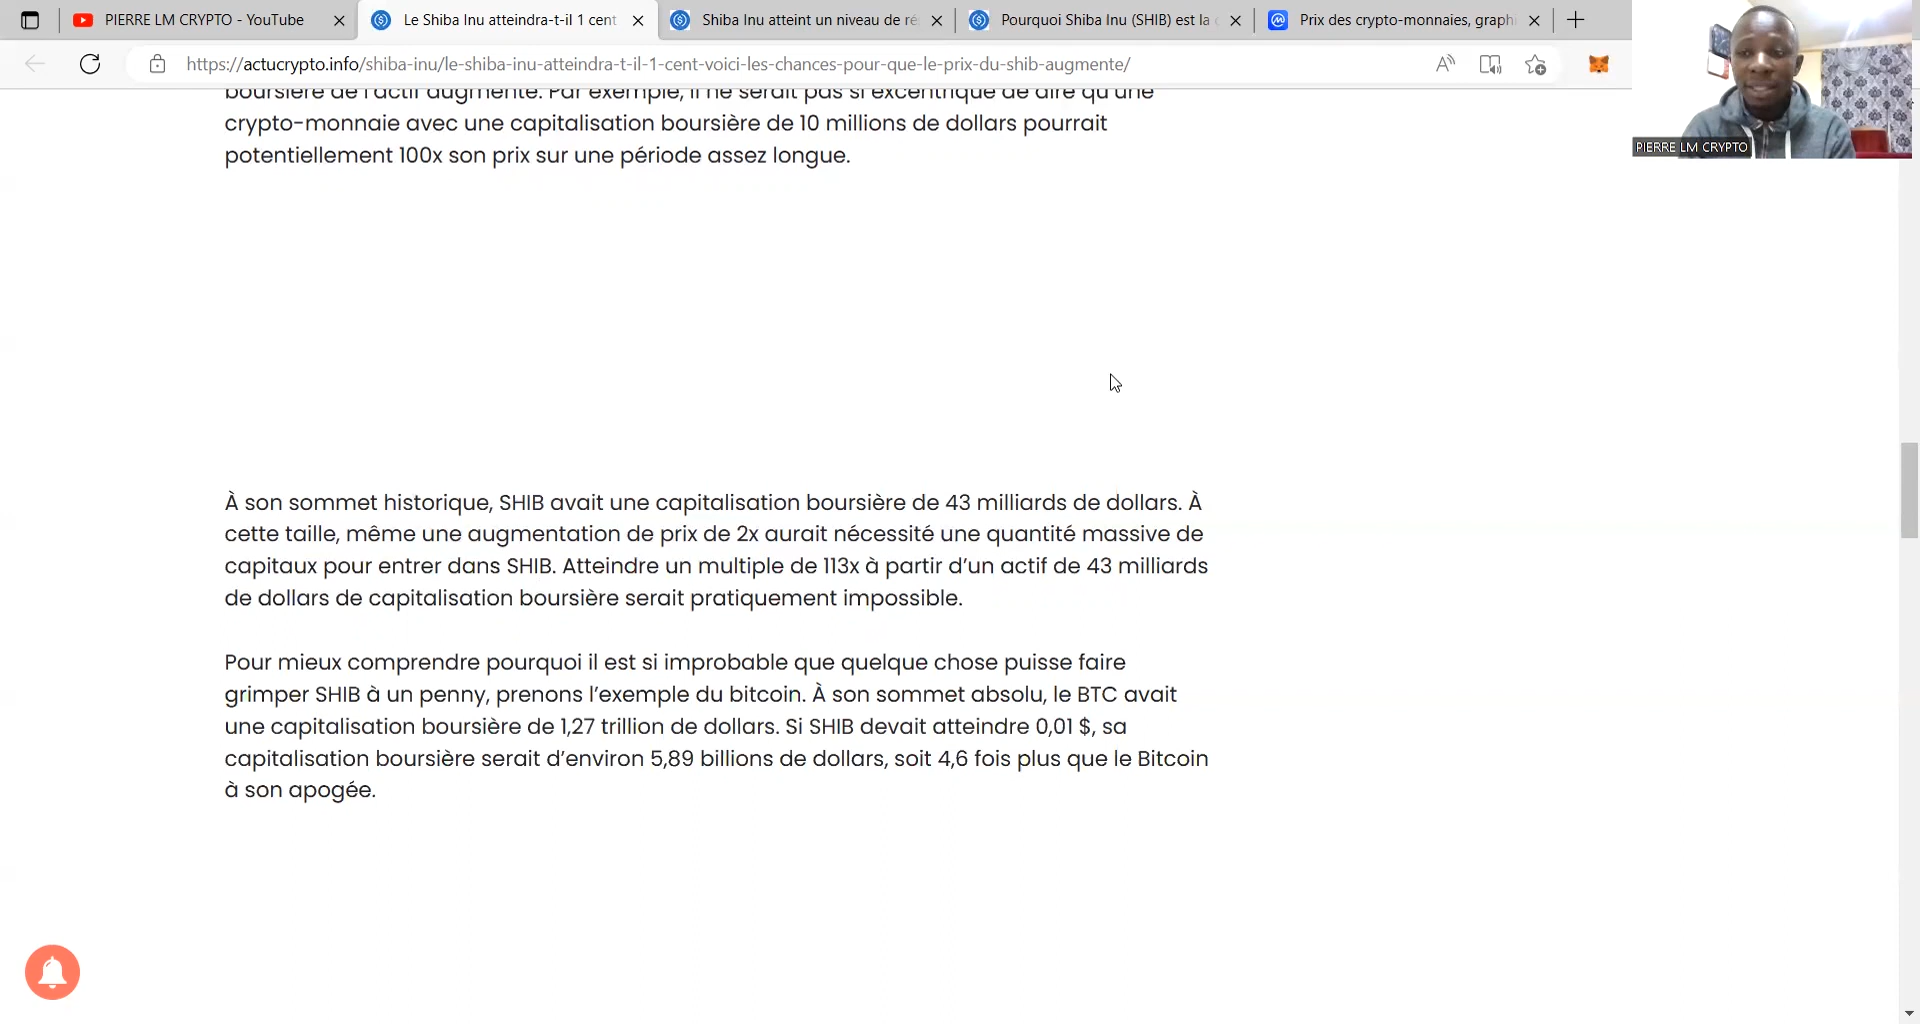 PIERRE LM CRYPTO - YouTube
Le Shiba Inu atteindra-t-il 1 cent
Shiba Inu atteint un niveau de ré
Pourquoi Shiba Inu (SHIB) est la
Prix des crypto-monnaies, graphi
https://actucrypto.info/shiba-inu/le-shiba-inu-atteindra-t-il-1-cent-voici-les-chances-pour-que-le-prix-du-shib-augmente/
PIERRE LM CRYPTO
boursière de l'actif augmente. Par exemple, il ne serait pas si excentrique de dire qu'une
crypto-monnaie avec une capitalisation boursière de 10 millions de dollars pourrait
potentiellement 100x son prix sur une période assez longue.
À son sommet historique, SHIB avait une capitalisation boursière de 43 milliards de dollars. À
cette taille, même une augmentation de prix de 2x aurait nécessité une quantité massive de
capitaux pour entrer dans SHIB. Atteindre un multiple de 113x à partir d'un actif de 43 milliards
de dollars de capitalisation boursière serait pratiquement impossible.
Pour mieux comprendre pourquoi il est si improbable que quelque chose puisse faire
grimper SHIB à un penny, prenons l'exemple du bitcoin. À son sommet absolu, le BTC avait
une capitalisation boursière de 1,27 trillion de dollars. Si SHIB devait atteindre 0,01 $, sa
capitalisation boursière serait d'environ 5,89 billions de dollars, soit 4,6 fois plus que le Bitcoin
à son apogée.